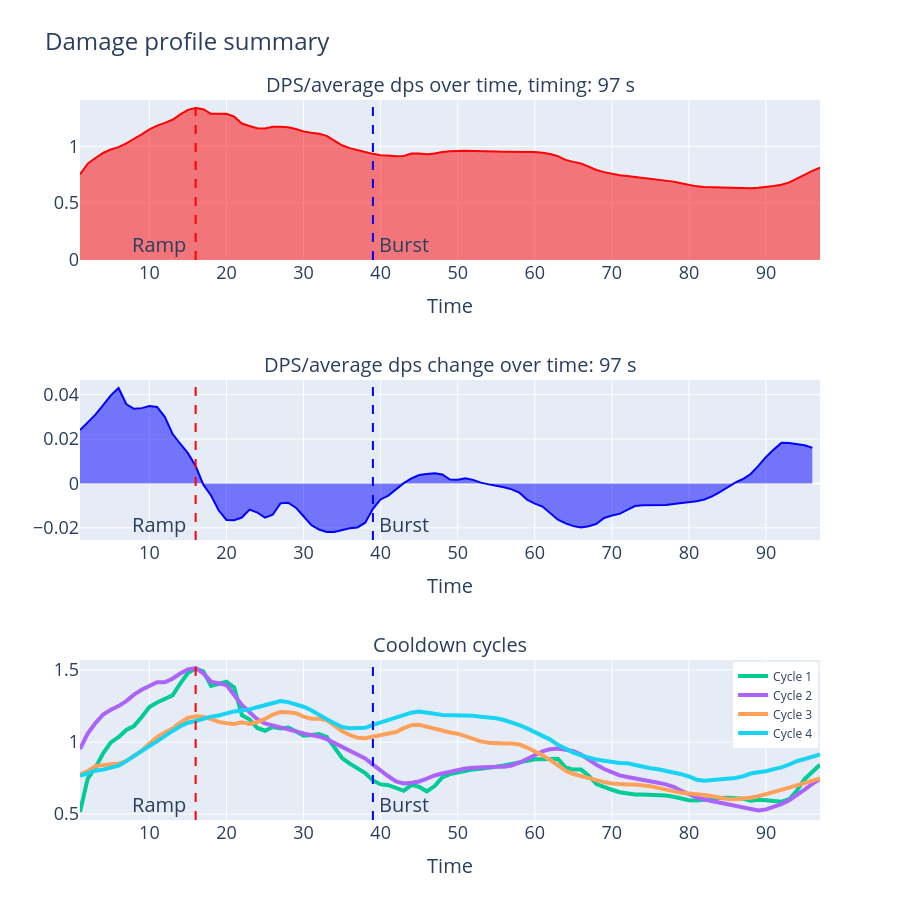 Damage profile summary
DPS/average dps over time, timing: 97 s
1
0.5
0
Ramp
Burst
10 20 30 40 50 60 70 80 90
Time
DPS/average dps change over time: 97 s
0.04
0.02
0
−0.02
Ramp
Burst
10 20 30 40 50 60 70 80 90
Time
Cooldown cycles
1.5
1
0.5
Cycle 1
Cycle 2
Cycle 3
Cycle 4
Ramp
Burst
10 20 30 40 50 60 70 80 90
Time